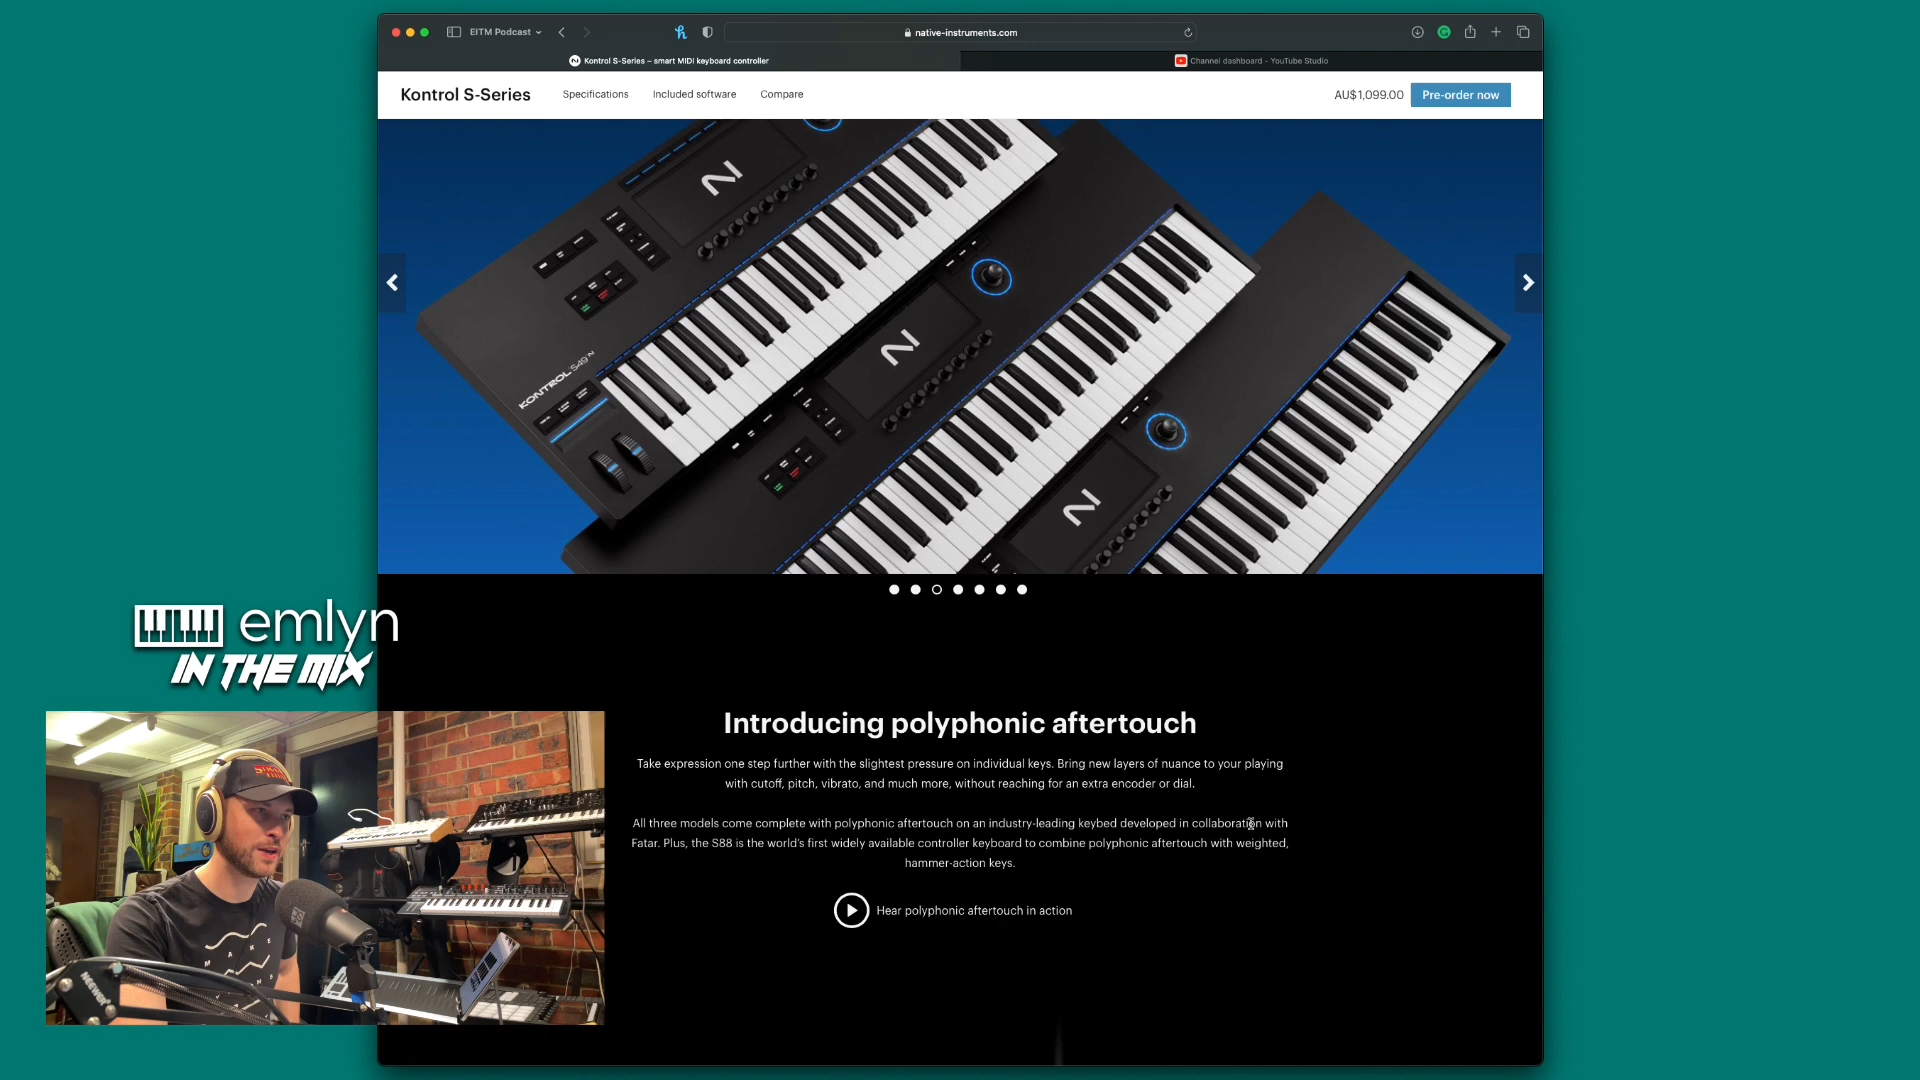 EITM Podcast
native-instruments.com
Kontrol S-Series – smart MIDI keyboard controller
Channel dashboard - YouTube Studio
Kontrol S-Series
Specifications
Included software
Compare
AU$1,099.00
Pre-order now
KONTROL S49
emlyn
IN THE MIX
Introducing polyphonic aftertouch
Take expression one step further with the slightest pressure on individual keys. Bring new layers of nuance to your playing
with cutoff, pitch, vibrato, and much more, without reaching for an extra encoder or dial.
All three models come complete with polyphonic aftertouch on an industry-leading keybed developed in collaboration with
Fatar. Plus, the S88 is the world's first widely available controller keyboard to combine polyphonic aftertouch with weighted,
hammer-action keys.
Hear polyphonic aftertouch in action
NEEWER